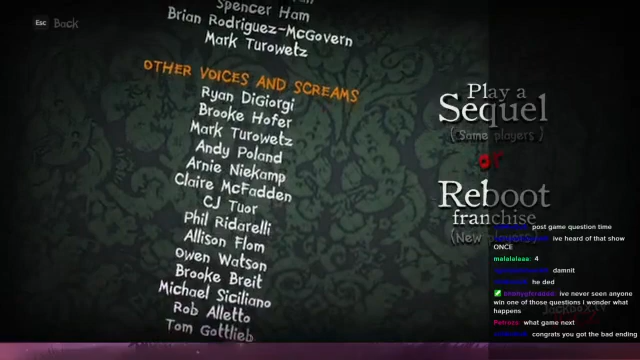 Esc Back
Spencer Ham
Brian Rodriguez-McGovern
Mark Turowetz
OTHER VOICES AND SCREAMS
Ryan DiGiorgi
Brooke Hofer
Mark Turowetz
Andy Poland
Arnie Niekamp
Claire McFadden
CJ Tuor
Phil Ridarelli
Allison Flom
Owen Watson
Brooke Breit
Michael Siciliano
Rob Alletto
Tom Gottlieb
Play a
Sequel
(Same players)
or
Reboot
franchise
(New players)
post game question time
ive heard of that show
ONCE
malalalaaa: 4
damnit
he ded
ive never seen anyone
win one of those questions i wonder what
happens
what game next
congrats you got the bad ending